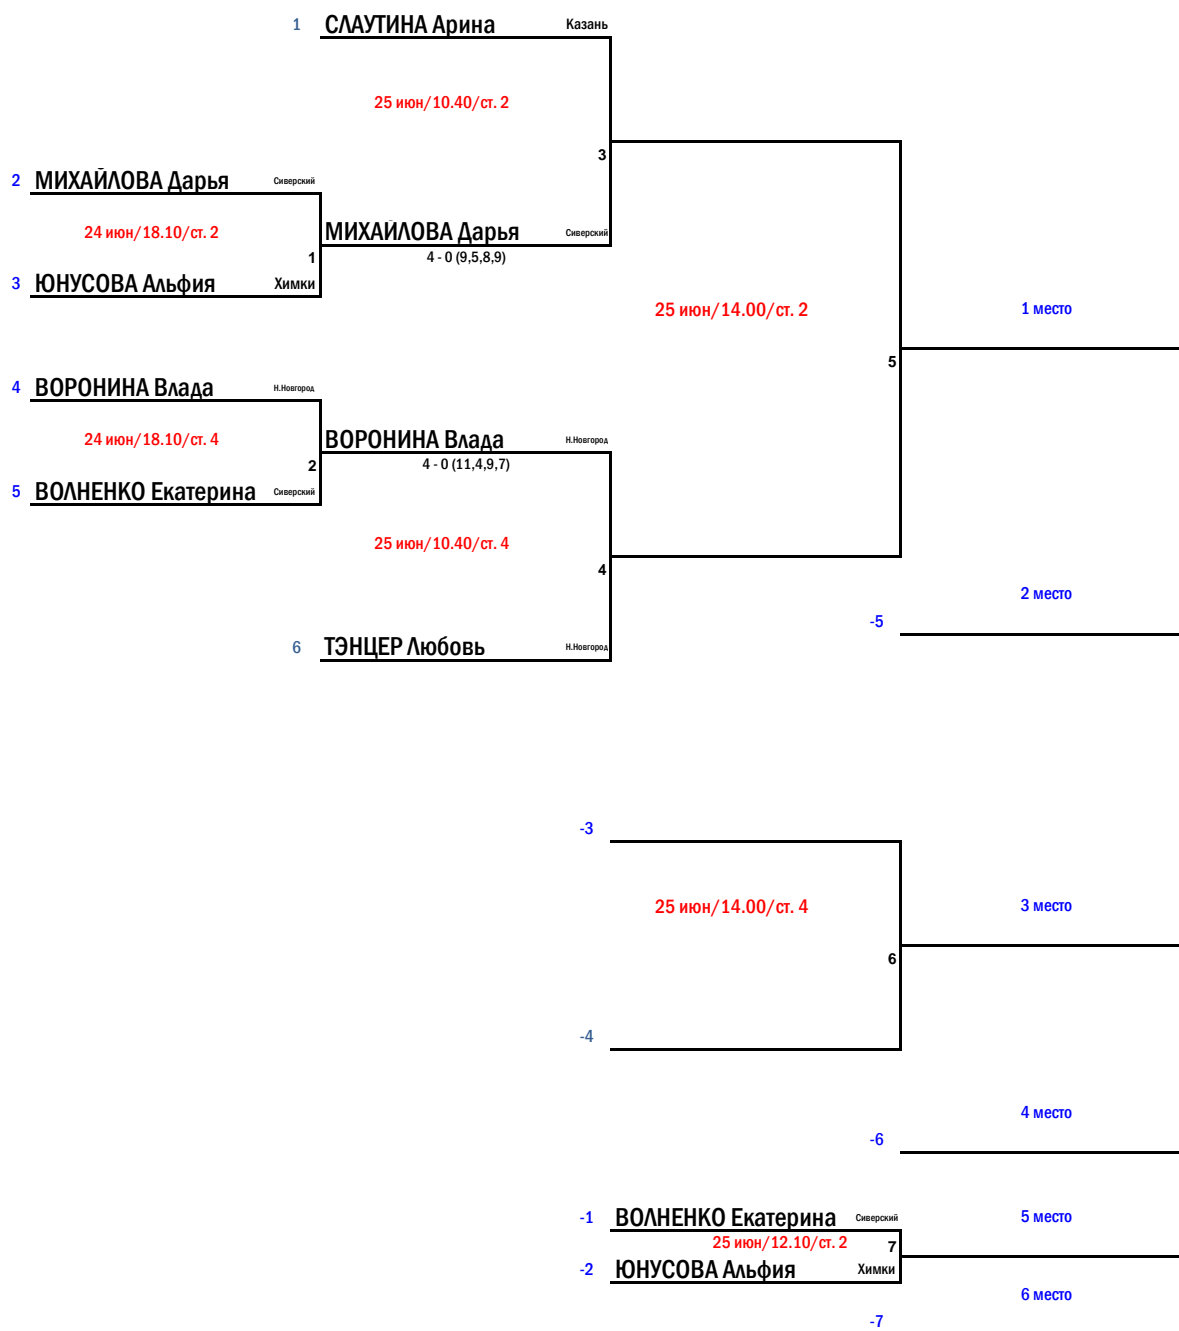 1 СЛАУТИНА Арина Казань
25 июн/10.40/ст. 2
3
2 МИХАЙЛОВА Дарья Сиверский
24 июн/18.10/ст. 2
МИХАЙЛОВА Дарья Сиверский
1
4 - 0 (9,5,8,9)
3 ЮНУСОВА Альфия Химки
25 июн/14.00/ст. 2
1 место
5
4 ВОРОНИНА Влада Н.Новгород
24 июн/18.10/ст. 4
ВОРОНИНА Влада Н.Новгород
2
4 - 0 (11,4,9,7)
5 ВОЛНЕНКО Екатерина Сиверский
25 июн/10.40/ст. 4
4
2 место
-5
6 ТЭНЦЕР Любовь Н.Новгород
-3
25 июн/14.00/ст. 4
3 место
6
-4
4 место
-6
-1 ВОЛНЕНКО Екатерина Сиверский
5 место
25 июн/12.10/ст. 2
7
-2 ЮНУСОВА Альфия Химки
6 место
-7